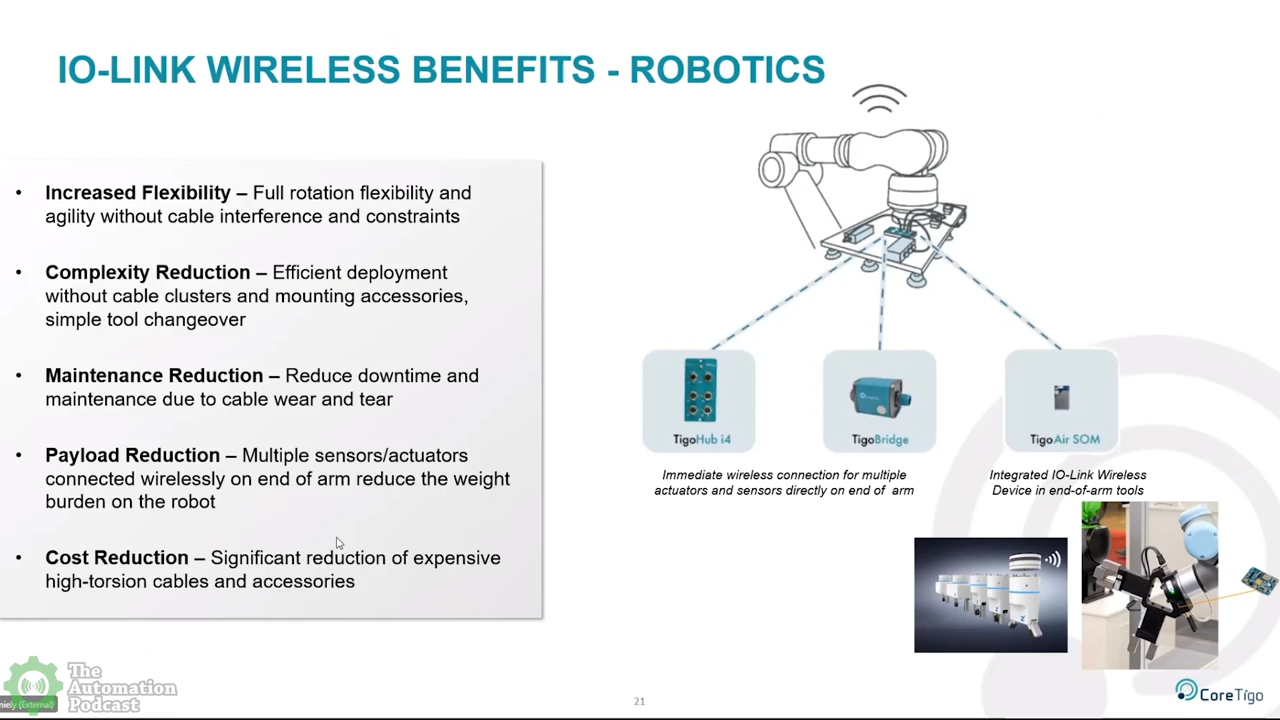 IO-LINK WIRELESS BENEFITS - ROBOTICS
• Increased Flexibility – Full rotation flexibility and
agility without cable interference and constraints
• Complexity Reduction – Efficient deployment
without cable clusters and mounting accessories,
simple tool changeover
• Maintenance Reduction – Reduce downtime and
maintenance due to cable wear and tear
• Payload Reduction – Multiple sensors/actuators
connected wirelessly on end of arm reduce the weight
burden on the robot
• Cost Reduction – Significant reduction of expensive
high-torsion cables and accessories
TigoHub i4
TigoBridge
TigoAir SOM
Immediate wireless connection for multiple
actuators and sensors directly on end of arm
Integrated IO-Link Wireless
Device in end-of-arm tools
The
Automation
Podcast
niely (External)
21
CoreTigo